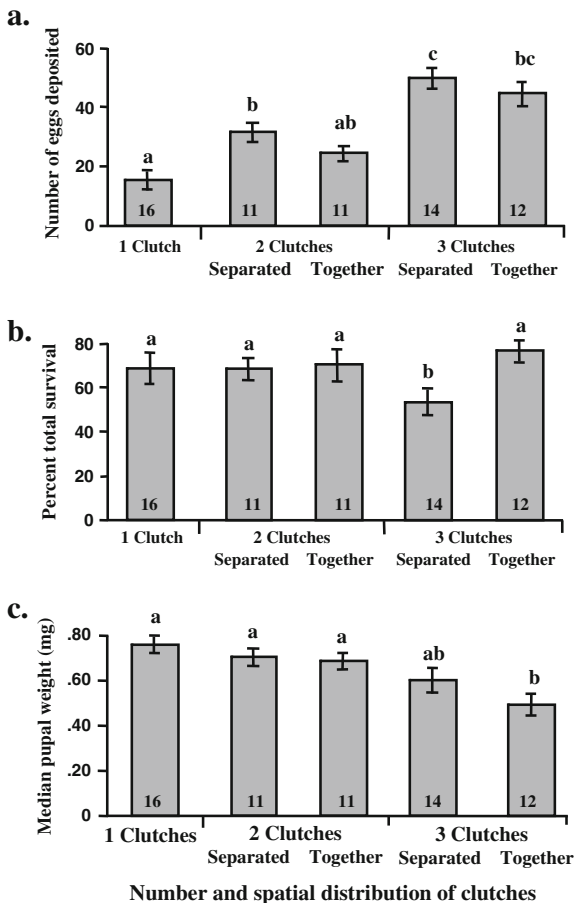 a.
Number of eggs deposited
60
40
20
0
a
b
ab
c
bc
16
11
11
14
12
1 Clutch
2 Clutches
3 Clutches
Separated
Together
Separated
Together
b.
Percent total survival
80
60
40
20
0
a
a
a
b
a
16
11
11
14
12
1 Clutch
2 Clutches
3 Clutches
Separated
Together
Separated
Together
c.
Median pupal weight (mg)
.80
.60
.40
.20
0
a
a
a
ab
b
16
11
11
14
12
1 Clutches
2 Clutches
3 Clutches
Separated
Together
Separated
Together
Number and spatial distribution of clutches